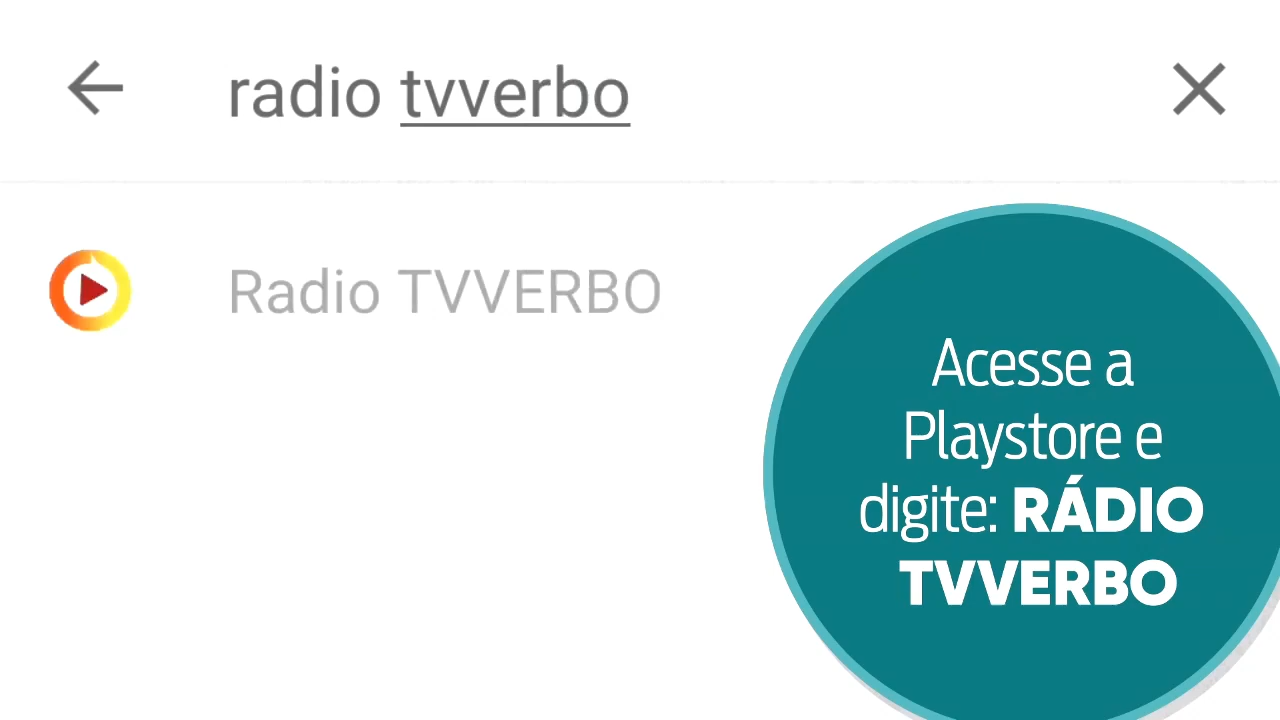 radio tvverbo
Radio TVVERBO
Acesse a
Playstore e
digite: RÁDIO
TVVERBO